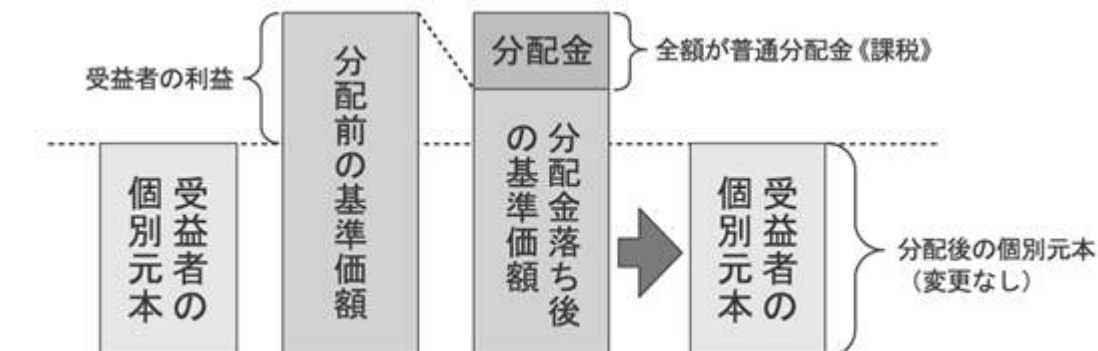 受益者の利益
受益者の
個別元本
分配前の基準価額
分配金
分配金落ち後
の基準価額
全額が普通分配金《課税》
受益者の
個別元本
分配後の個別元本
（変更なし）